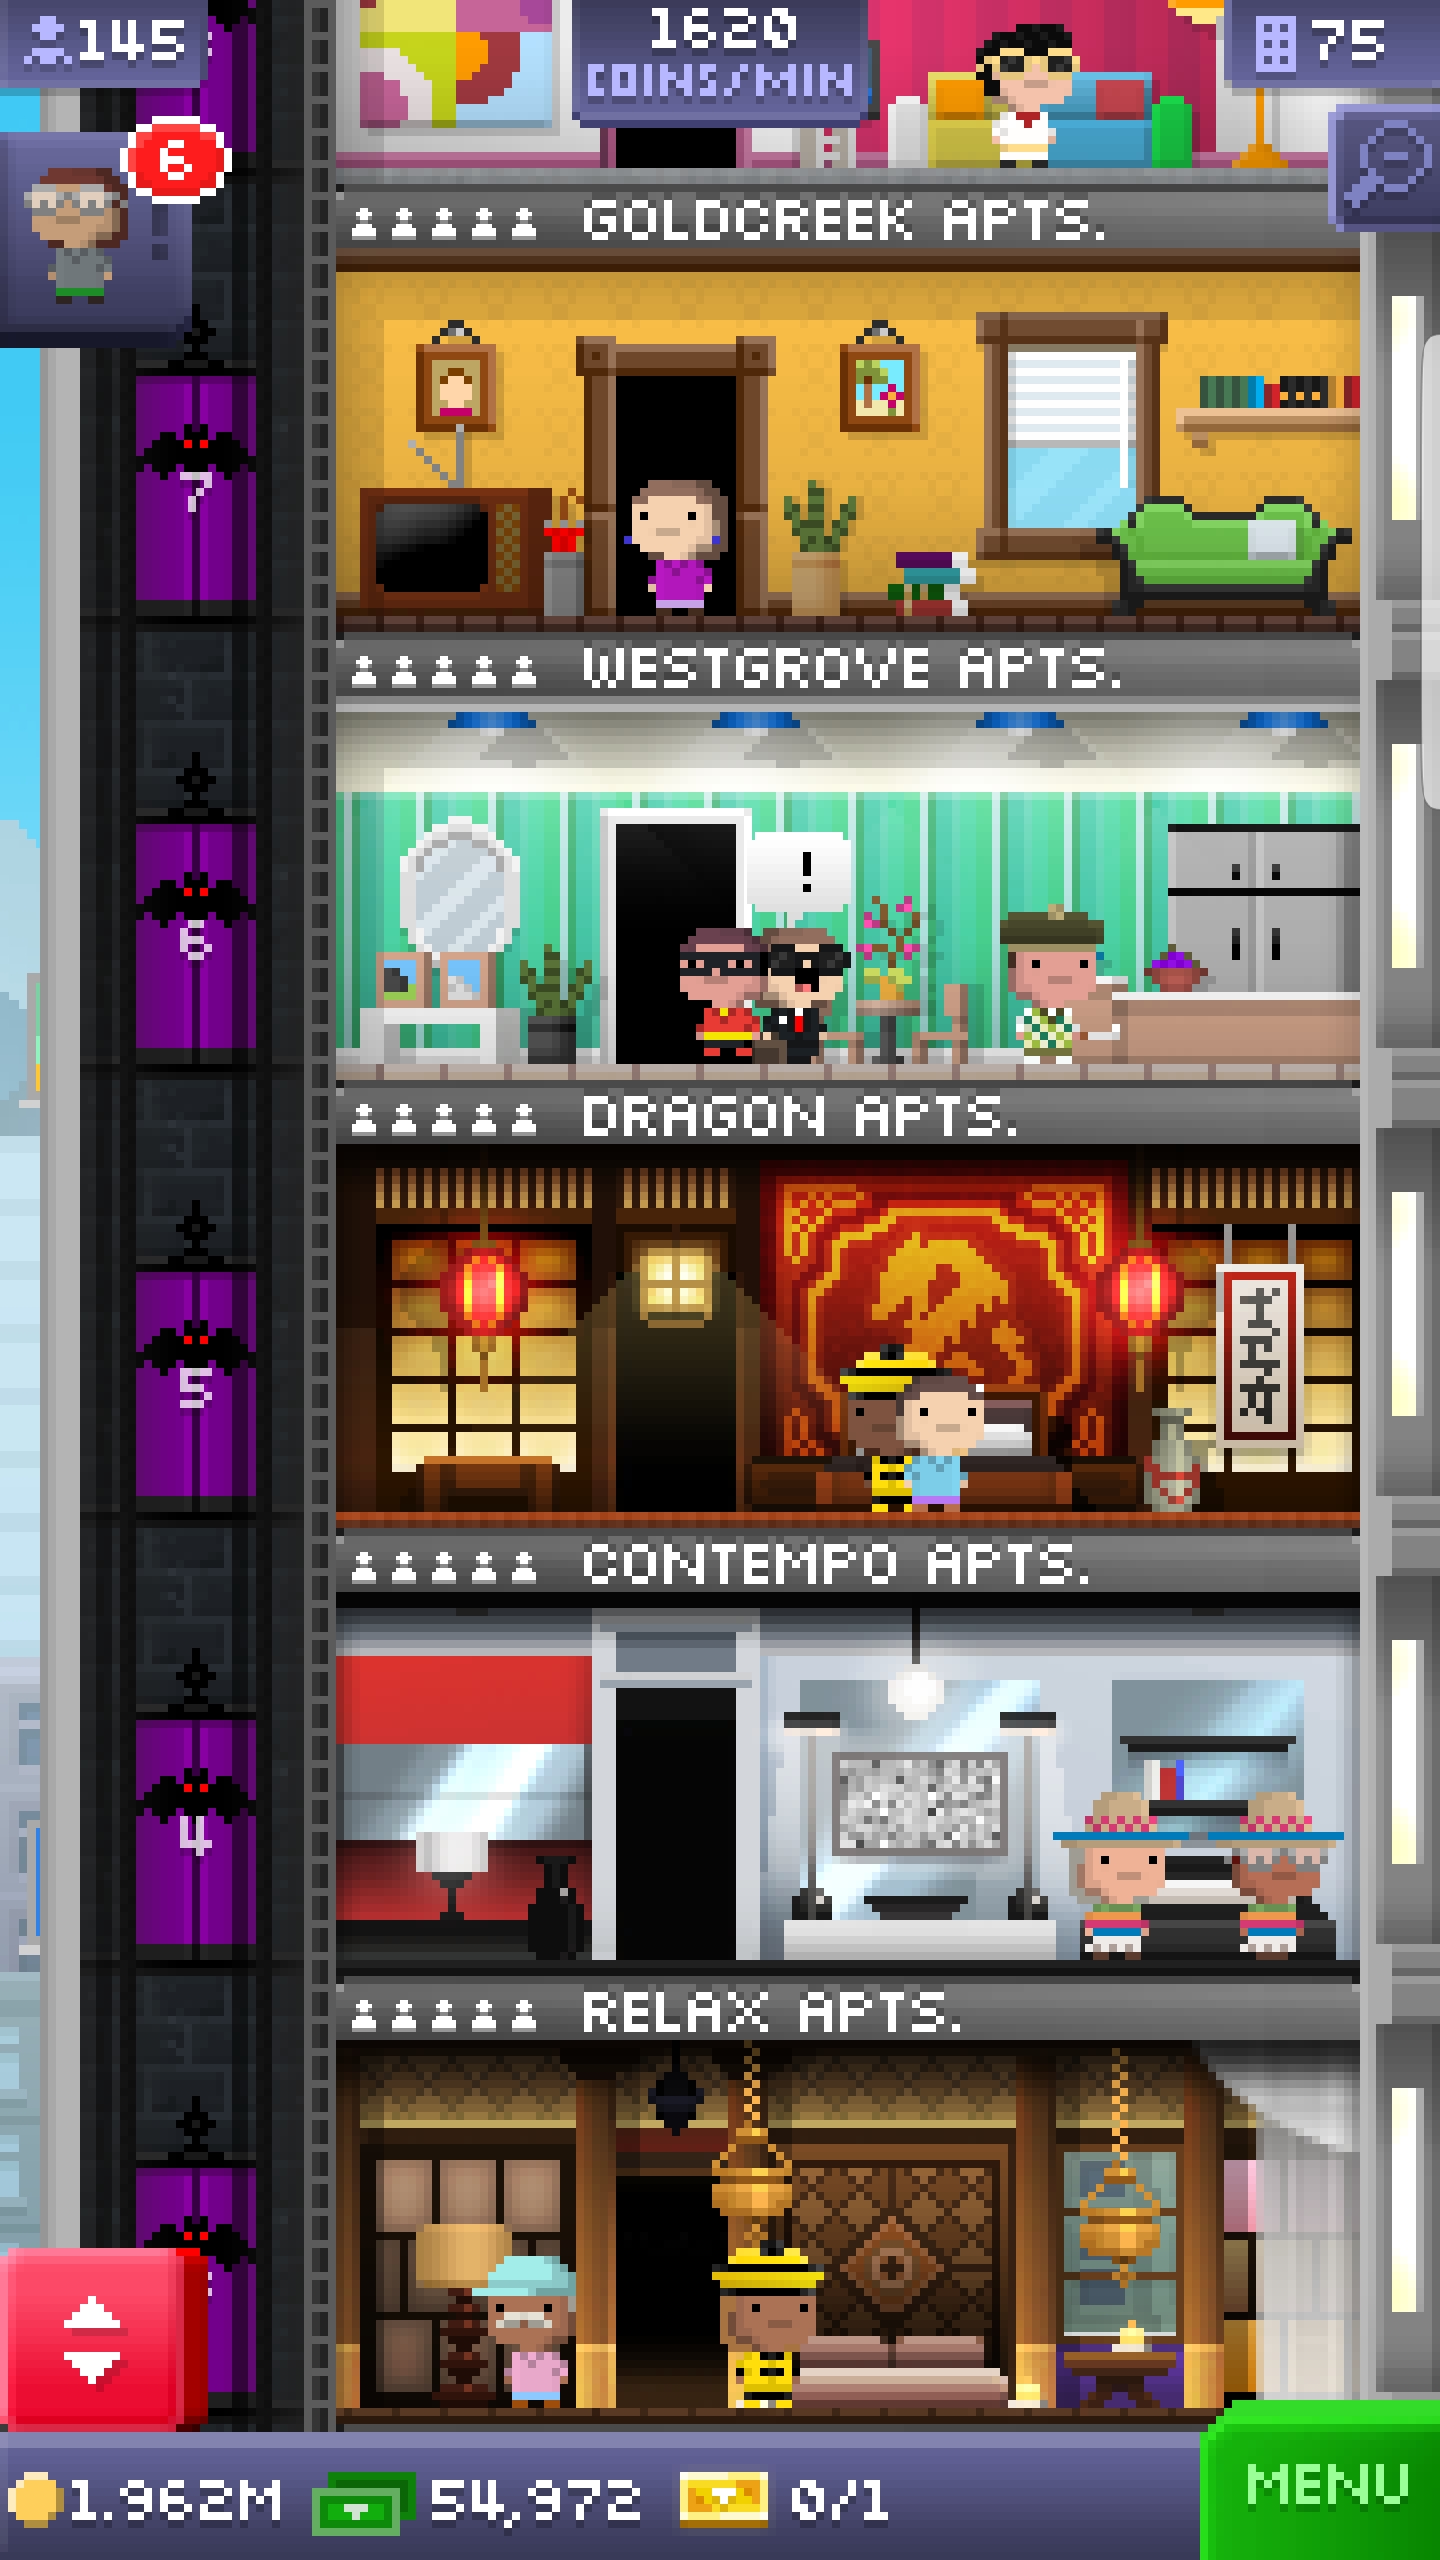 145
1620
COINS/MIN
75
6
GOLDCREEK APTS.
7
WESTGROVE APTS.
!
6
DRAGON APTS.
5
CONTEMPO APTS.
4
RELAX APTS.
1.962M
54,972
0/1
MENU